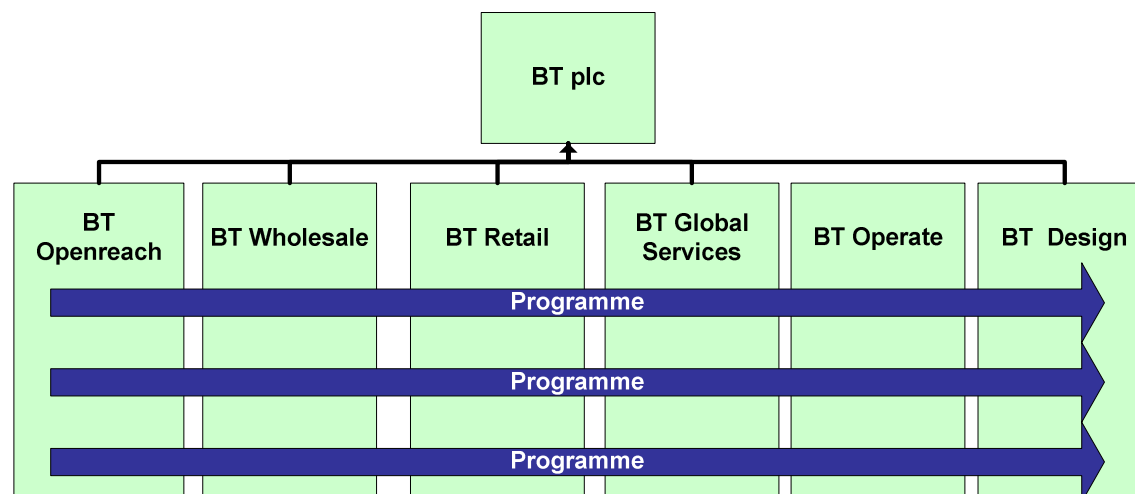 BT plc
BT
Openreach
BT Wholesale
BT Retail
BT Global
Services
BT Operate
BT  Design
Programme
Programme
Programme